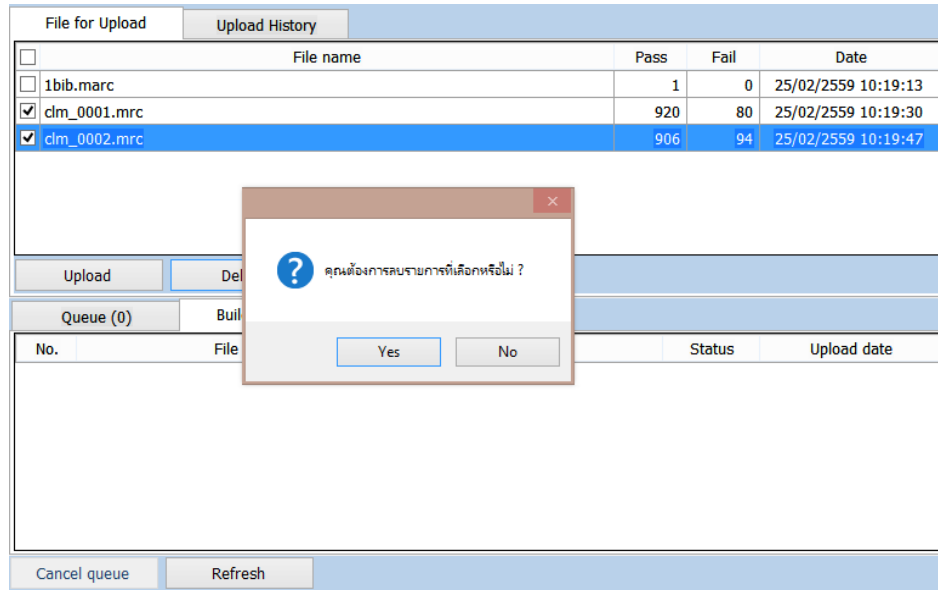 File for Upload Upload History
File name Pass Fail Date
1bib.marc 1 0 25/02/2559 10:19:13
clm_0001.mrc 920 80 25/02/2559 10:19:30
clm_0002.mrc 906 94 25/02/2559 10:19:47
คุณต้องการลบรายการที่เลือกหรือไม่ ?
Upload Del
Queue (0) Buil
Yes No
No. File Status Upload date
Cancel queue Refresh